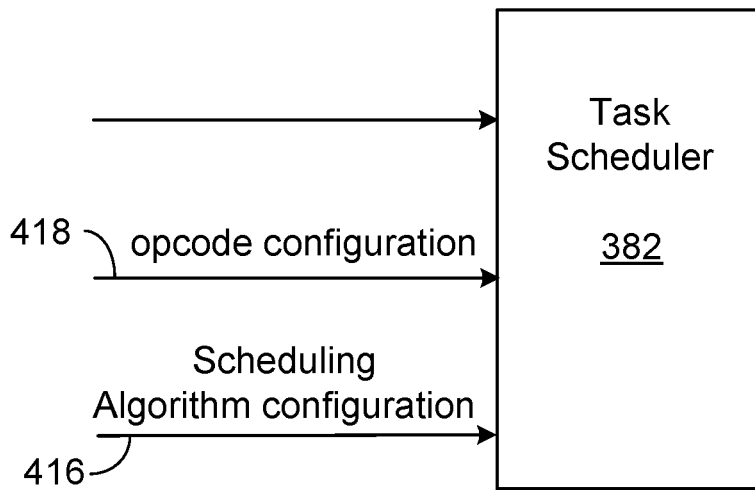 Task
Scheduler
382
418
opcode configuration
Scheduling
Algorithm configuration
416